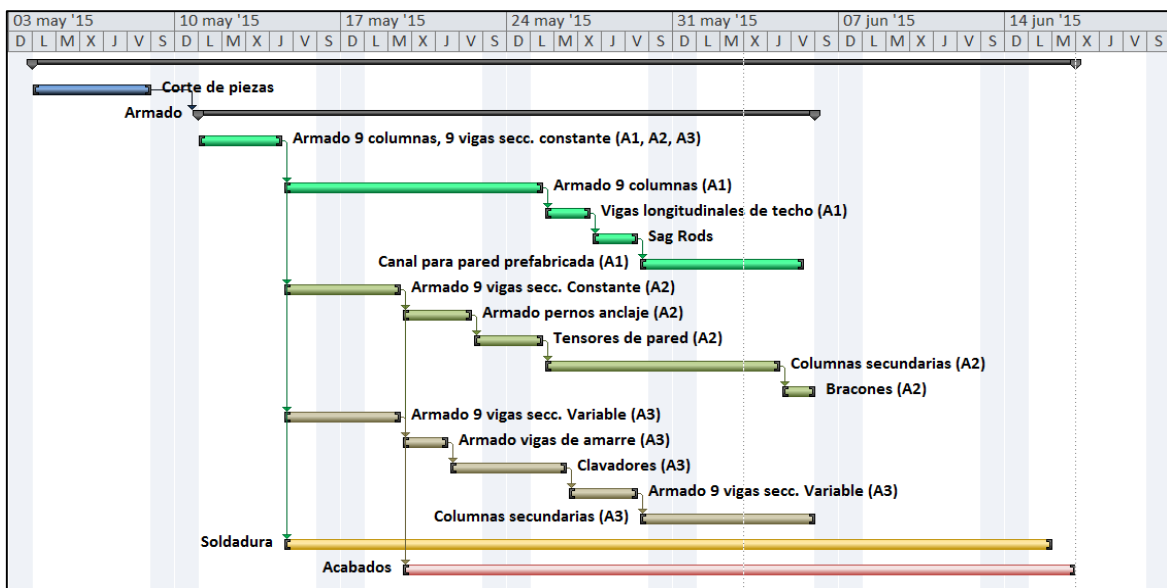 03 may '15 10 may '15 17 may '15 24 may '15 31 may '15 07 jun '15 14 jun '15
D L M X J V S D L M X J V S D L M X J V S D L M X J V S D L M X J V S D L M X J V S D L M X J V S
Corte de piezas
Armado
Armado 9 columnas, 9 vigas secc. constante (A1, A2, A3)
Armado 9 columnas (A1)
Vigas longitudinales de techo (A1)
Sag Rods
Canal para pared prefabricada (A1)
Armado 9 vigas secc. Constante (A2)
Armado pernos anclaje (A2)
Tensores de pared (A2)
Columnas secundarias (A2)
Bracones (A2)
Armado 9 vigas secc. Variable (A3)
Armado vigas de amarre (A3)
Clavadores (A3)
Armado 9 vigas secc. Variable (A3)
Columnas secundarias (A3)
Soldadura
Acabados